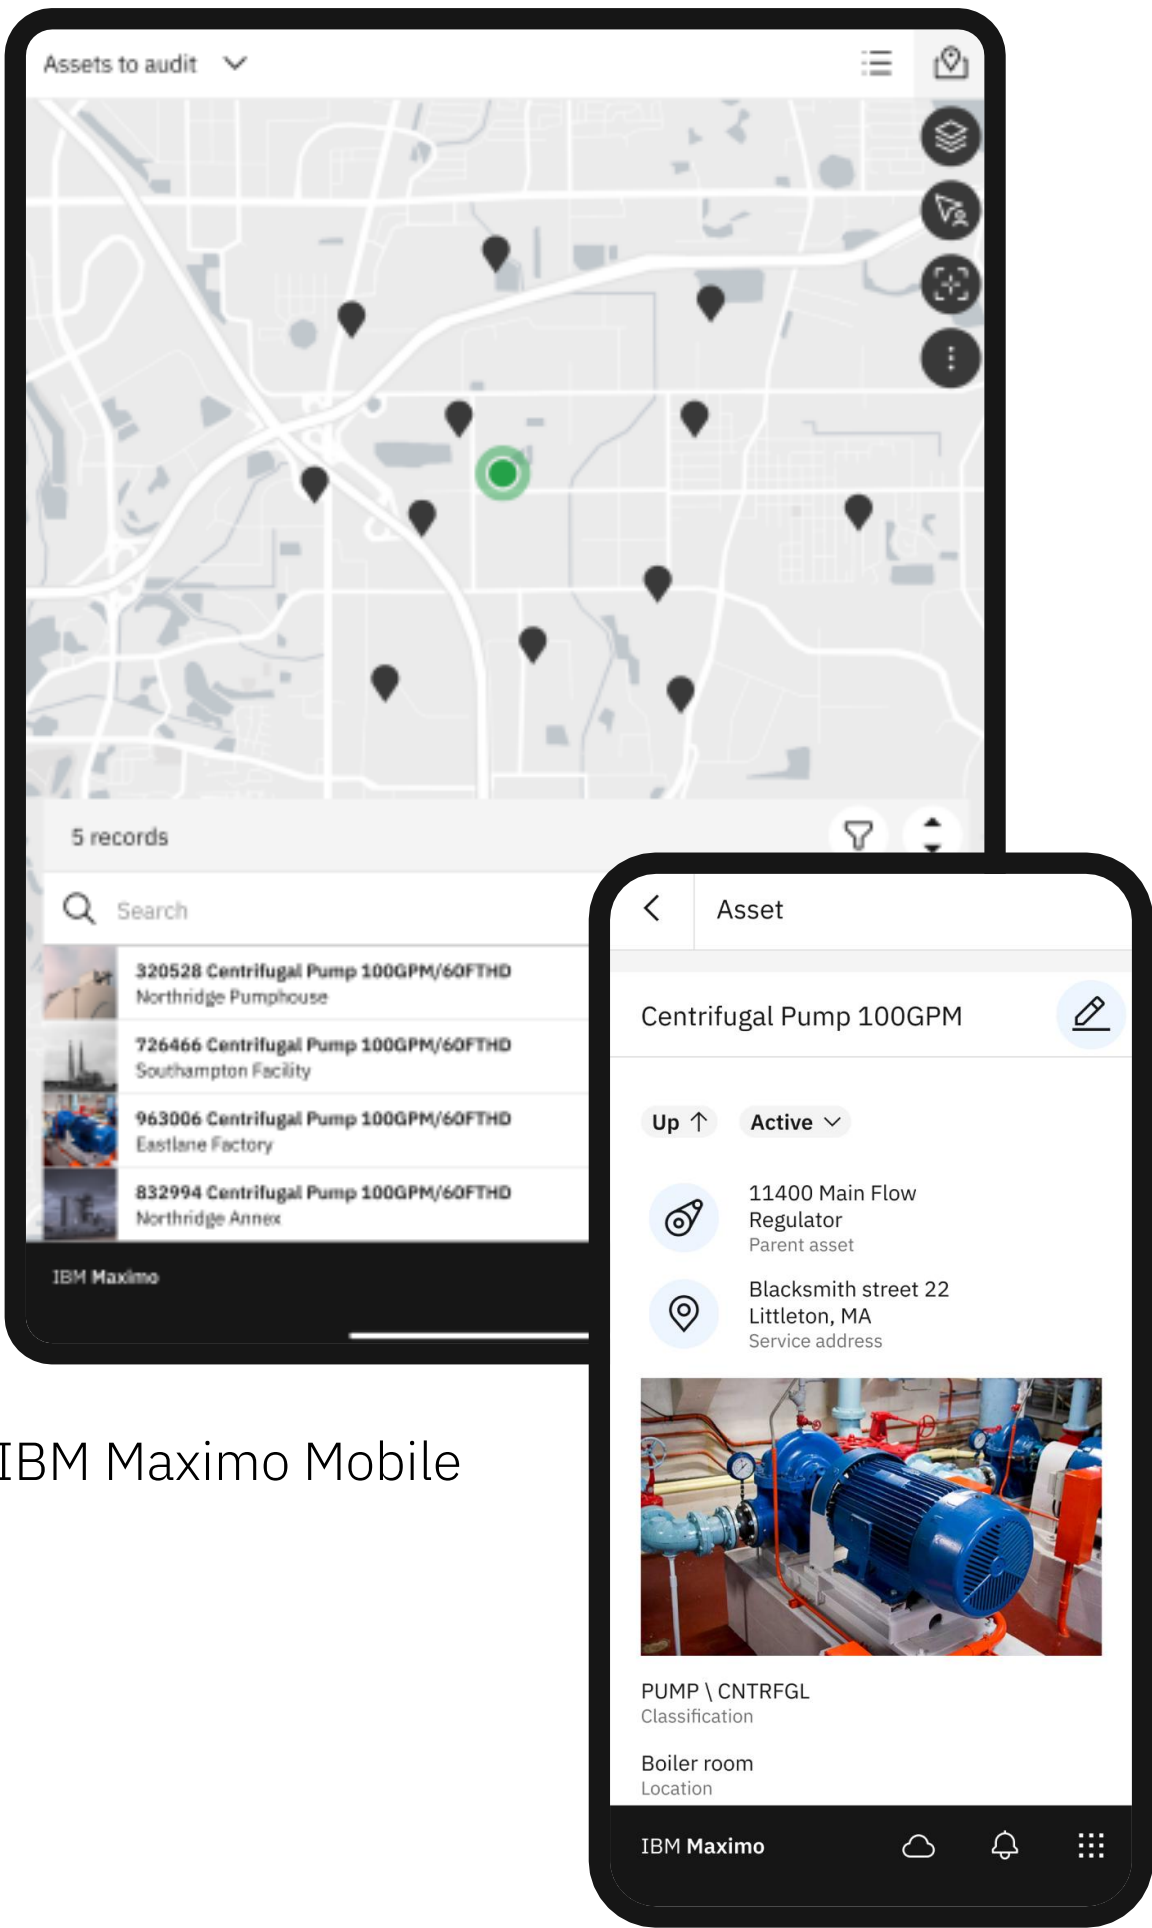 Assets to audit
5 records
Search
320528 Centrifugal Pump 100GPM/60FTHD
Northridge Pumphouse
726466 Centrifugal Pump 100GPM/60FTHD
Southampton Facility
963006 Centrifugal Pump 100GPM/60FTHD
Eastlane Factory
832994 Centrifugal Pump 100GPM/60FTHD
Northridge Annex
IBM Maximo
Asset
Centrifugal Pump 100GPM
Up
Active
11400 Main Flow
Regulator
Parent asset
Blacksmith street 22
Littleton, MA
Service address
PUMP \ CNTRFGL
Classification
Boiler room
Location
IBM Maximo
IBM Maximo Mobile